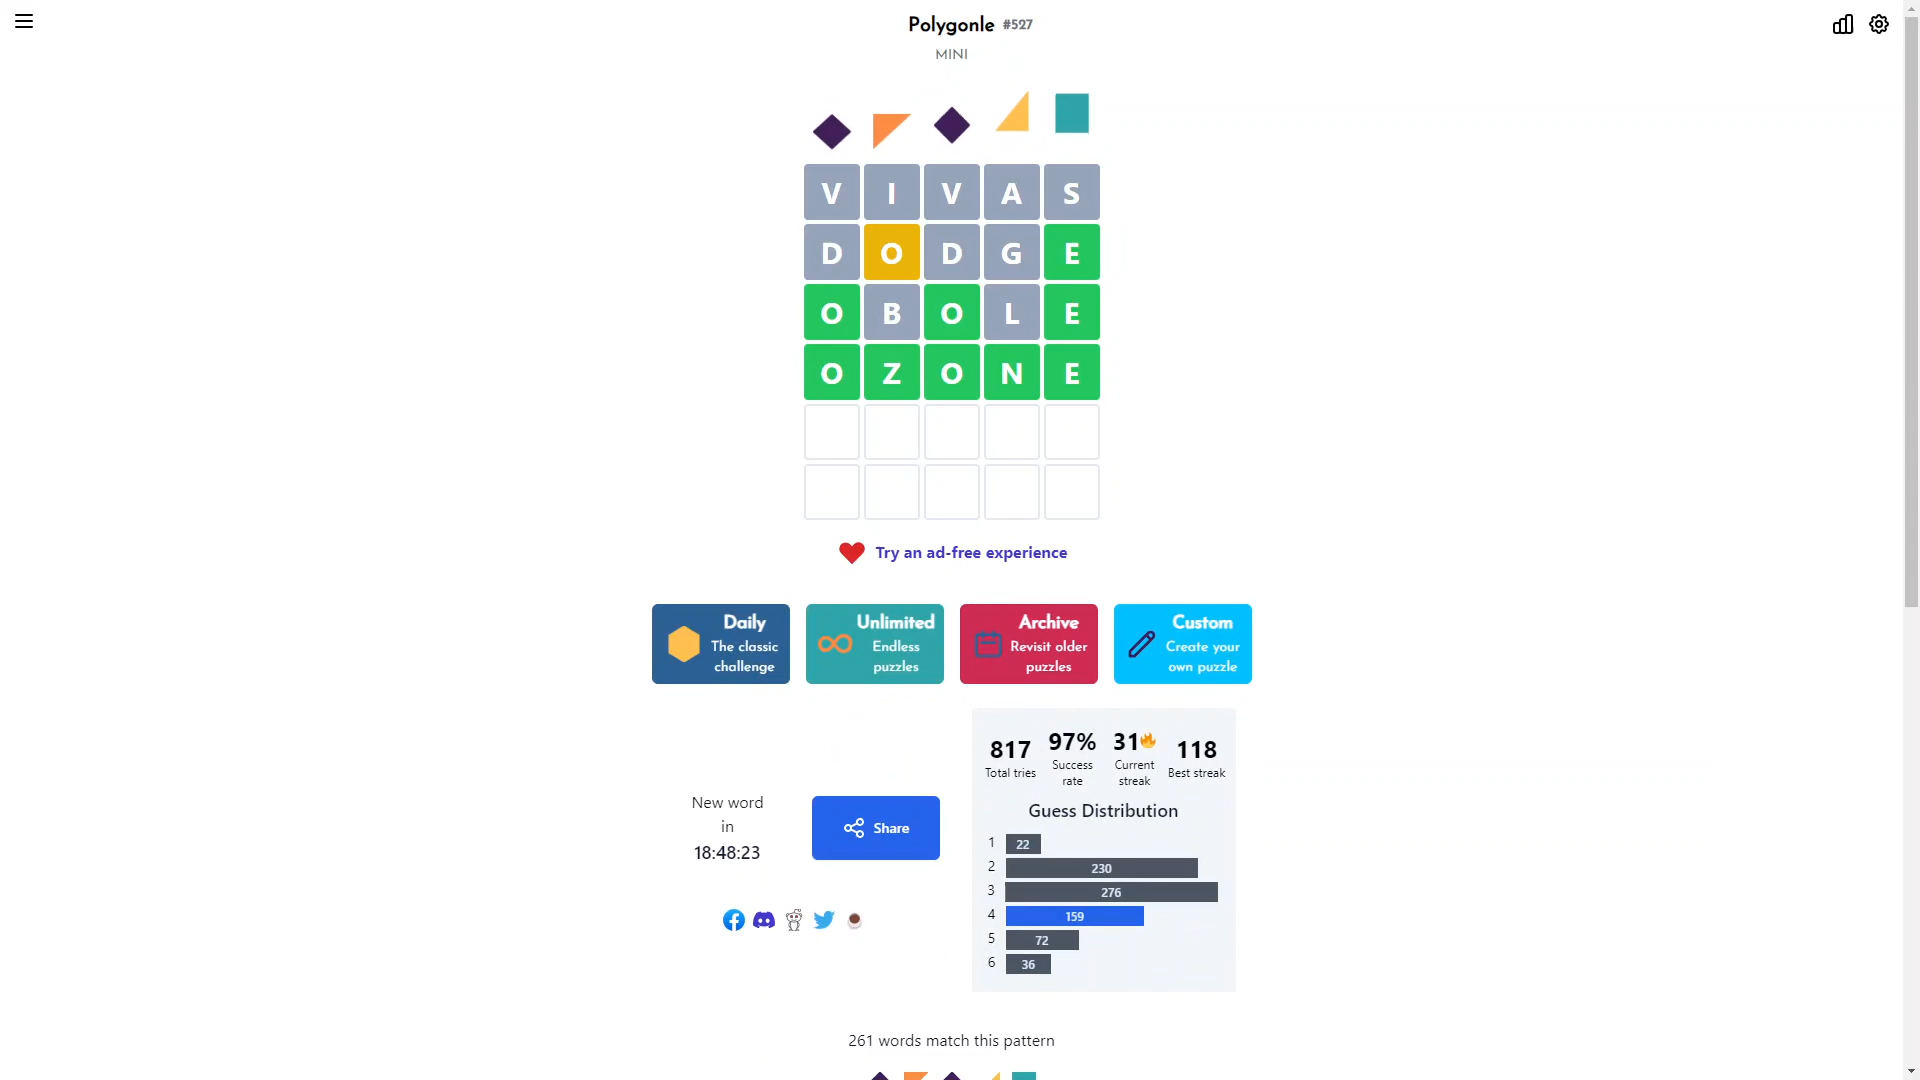 Polygonle #527
MINI
V I V A S
D O D G E
O B O L E
O Z O N E
Try an ad-free experience
Daily
The classic
challenge
Unlimited
Endless
puzzles
Archive
Revisit older
puzzles
Custom
Create your
own puzzle
New word
in
18:48:23
Share
817
Total tries
97%
Success
rate
31
Current
streak
118
Best streak
Guess Distribution
1 22
2 230
3 276
4 159
5 72
6 36
261 words match this pattern